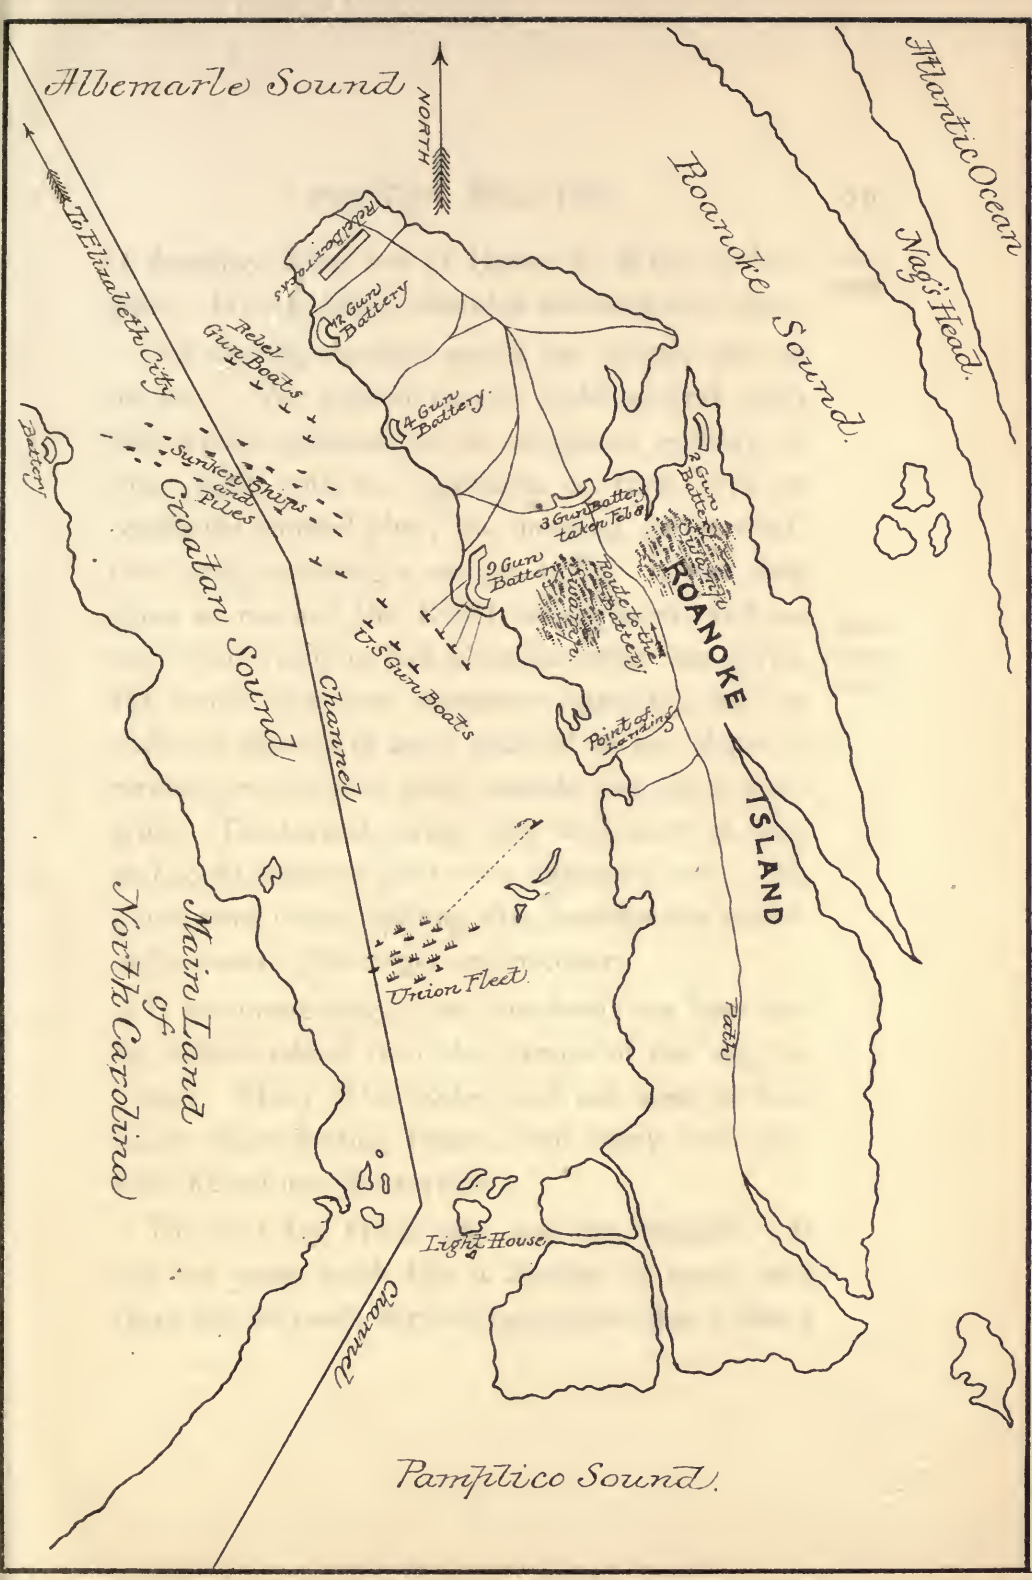 Albemarle Sound
NORTH
Atlantic Ocean
Nag's Head.
Roanoke Sound.
To Elizabeth City
Rebel Barracks
12 Gun
Battery
Rebel
Gun Boats
4 Gun
Battery.
Battery
Sunken Ships
and
Piles
Croatan Sound
3 Gun Battery
taken Feb 8
2 Gun
Battery
Swamp
9 Gun
Battery
Swamp.
Route to the
Battery
ROANOKE ISLAND
U.S Gun Boats
Channel
Point of
Landing
Union Fleet.
Main Land
of
North Carolina
Path
Light House
Channel
Pamplico Sound.